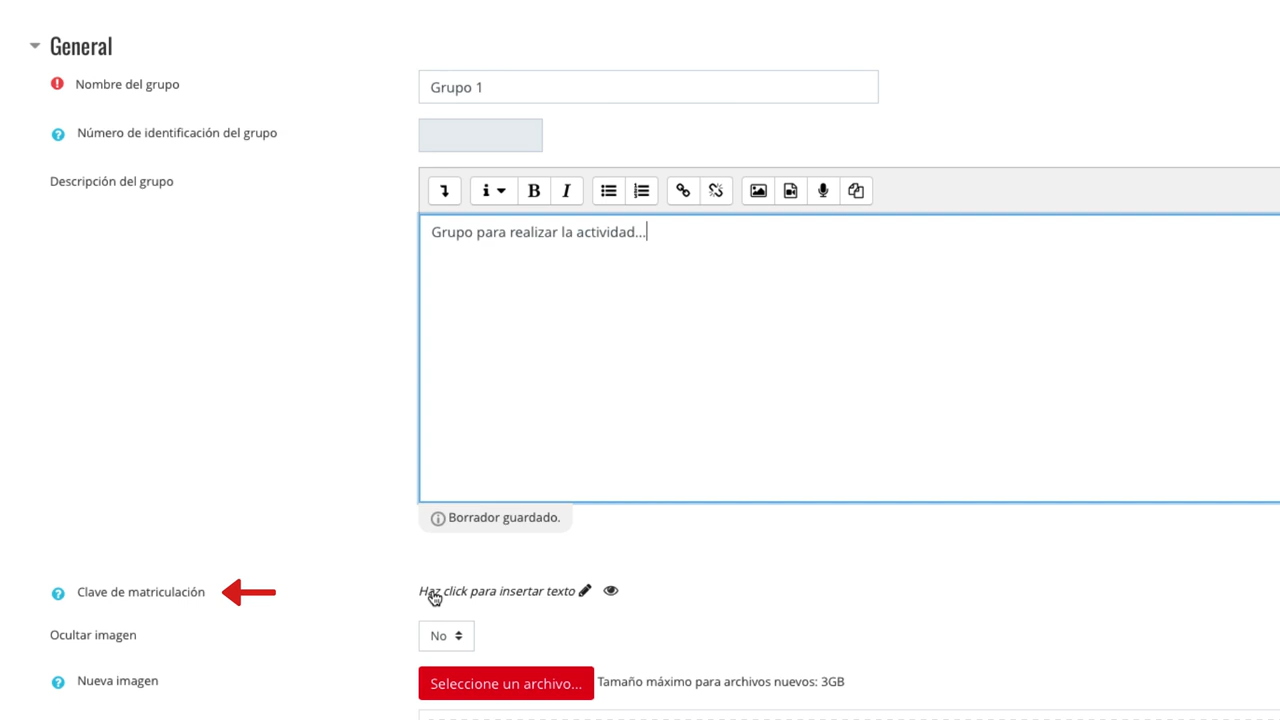 General
Nombre del grupo
Grupo 1
Número de identificación del grupo
Descripción del grupo
Grupo para realizar la actividad...
Borrador guardado.
Clave de matriculación
Haz click para insertar texto
Ocultar imagen
No
Nueva imagen
Seleccione un archivo...
Tamaño máximo para archivos nuevos: 3GB